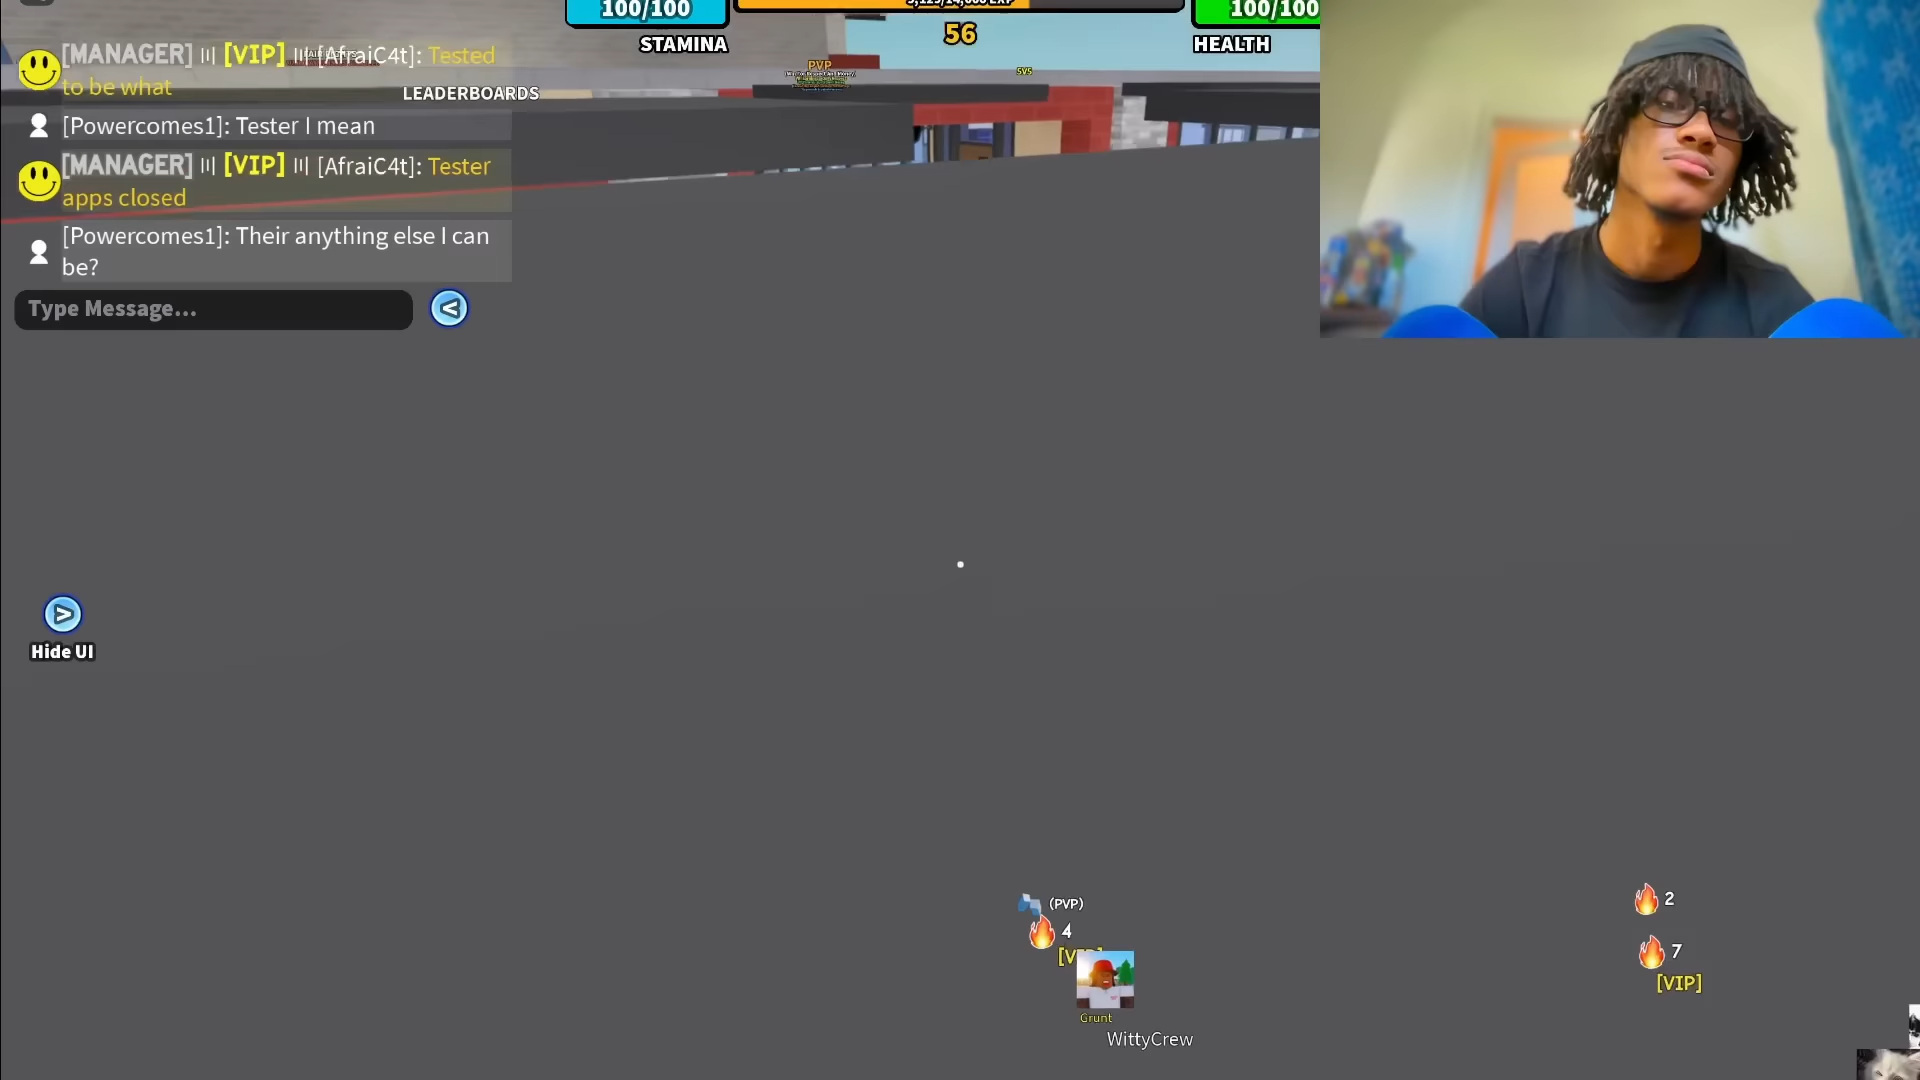 100/100
100/100
STAMINA
56
HEALTH
[MANAGER] ||| [VIP] ||| [AfraiC4t]: Tested
to be what
LEADERBOARDS
PVP
5V5
[Powercomes1]: Tester I mean
[MANAGER] ||| [VIP] ||| [AfraiC4t]: Tester
apps closed
[Powercomes1]: Their anything else I can
be?
Type Message...
Hide UI
(PVP)
4
2
7
[VIP]
Grunt
WittyCrew